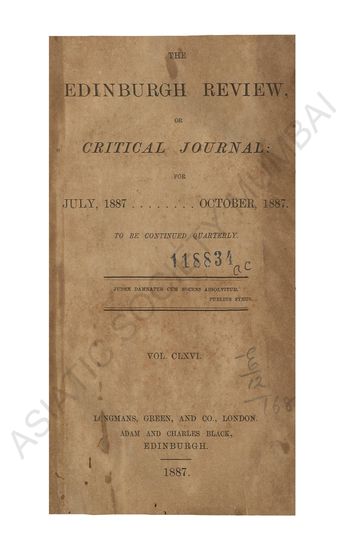 THE
EDINBURGH REVIEW,
OR
CRITICAL JOURNAL:
FOR
JULY, 1887 ........ OCTOBER, 1887.
TO BE CONTINUED QUARTERLY.
118834
ac
JUDEX DAMNATUR CUM NOCENS ABSOLVITUR.
PUBLIUS SYRUS.
VOL. CLXVI.
LONGMANS, GREEN, AND CO., LONDON.
ADAM AND CHARLES BLACK,
EDINBURGH.
1887.
ASIATIC SOCIETY MUMBAI